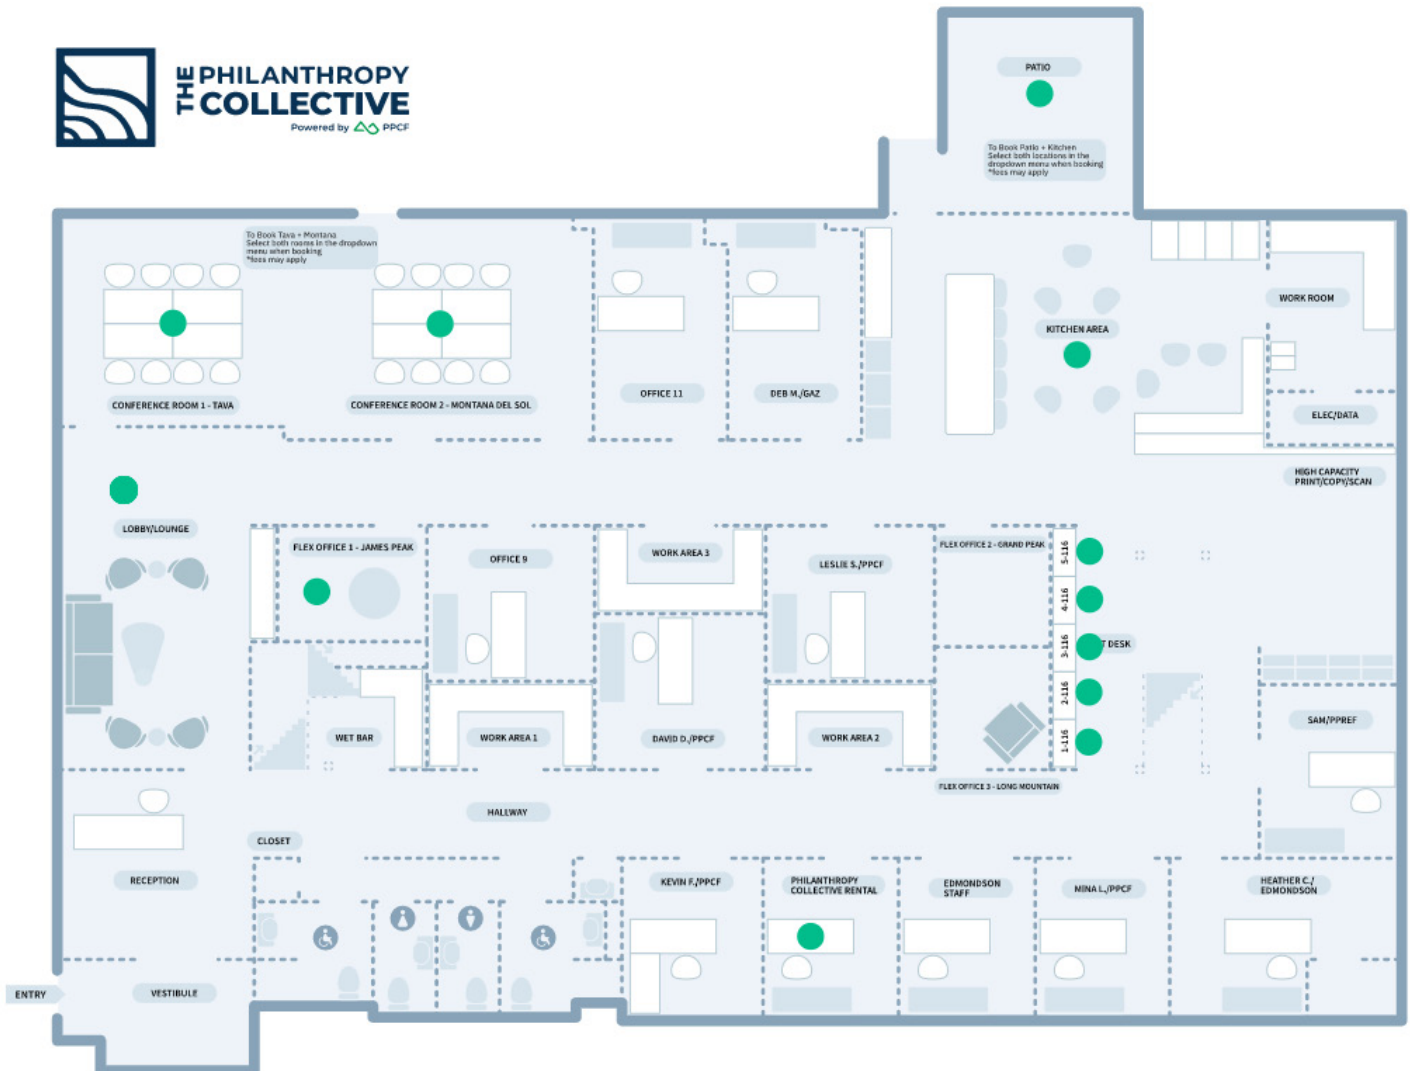 THE PHILANTHROPY
COLLECTIVE
Powered by PPCF
PATIO
To Book Patio + Kitchen
Select both locations in the
dropdown menu when booking
*fees may apply
To Book Tava + Montana
Select both rooms in the dropdown
menu when booking
*fees may apply
WORK ROOM
KITCHEN AREA
OFFICE 11
DEB M./GAZ
CONFERENCE ROOM 1 - TAVA
CONFERENCE ROOM 2 - MONTANA DEL SOL
ELEC/DATA
HIGH CAPACITY
PRINT/COPY/SCAN
LOBBY/LOUNGE
FLEX OFFICE 1 - JAMES PEAK
OFFICE 9
WORK AREA 3
LESLIE S./PPCF
FLEX OFFICE 2 - GRAND PEAK
5-116
4-116
3-116
T DESK
2-116
1-116
SAM/PPREF
WET BAR
WORK AREA 1
DAVID D./PPCF
WORK AREA 2
FLEX OFFICE 3 - LONG MOUNTAIN
HALLWAY
CLOSET
RECEPTION
KEVIN F./PPCF
PHILANTHROPY
COLLECTIVE RENTAL
EDMONDSON
STAFF
MINA L./PPCF
HEATHER C./
EDMONDSON
ENTRY
VESTIBULE